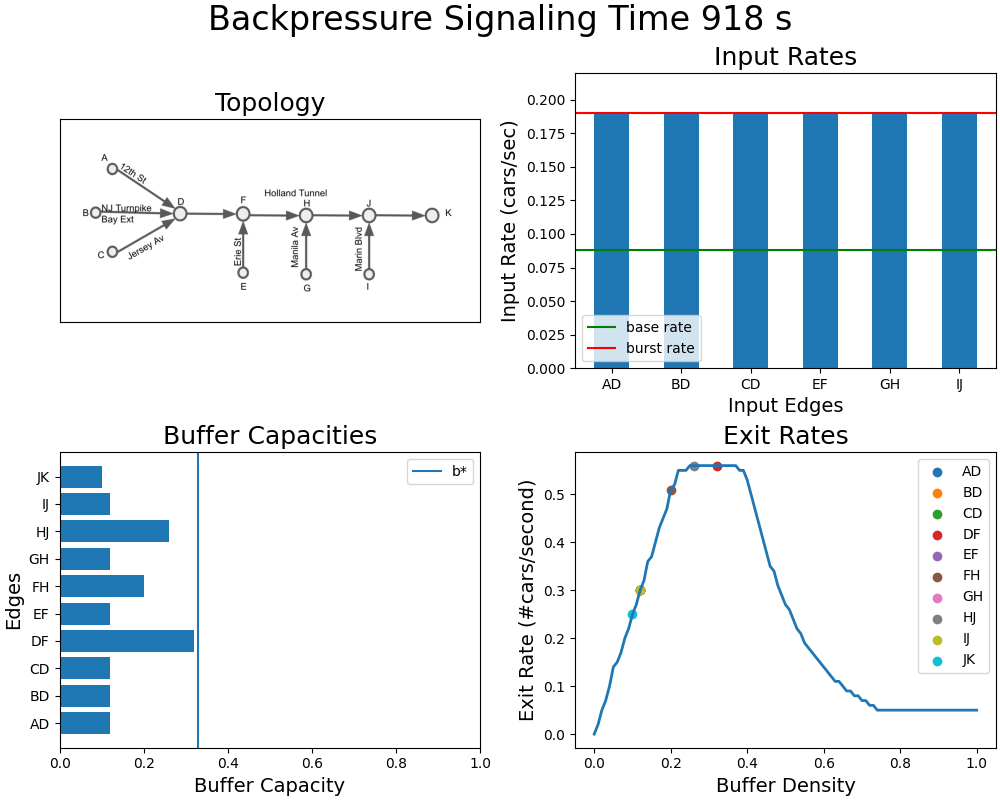 Backpressure Signaling Time 918 s
Topology
A
12th St
B
NJ Turnpike
Bay Ext
C
Jersey Av
D
F
Holland Tunnel
H
J
K
Erie St
Manila Av
Marin Blvd
E
G
I
Input Rates
Input Rate (cars/sec)
0.200
0.175
0.150
0.125
0.100
0.075
0.050
0.025
0.000
base rate
burst rate
AD BD CD EF GH IJ
Input Edges
Buffer Capacities
Edges
JK
IJ
HJ
GH
FH
EF
DF
CD
BD
AD
b*
0.0 0.2 0.4 0.6 0.8 1.0
Buffer Capacity
Exit Rates
Exit Rate (#cars/second)
0.5
0.4
0.3
0.2
0.1
0.0
AD
BD
CD
DF
EF
FH
GH
HJ
IJ
JK
0.0 0.2 0.4 0.6 0.8 1.0
Buffer Density